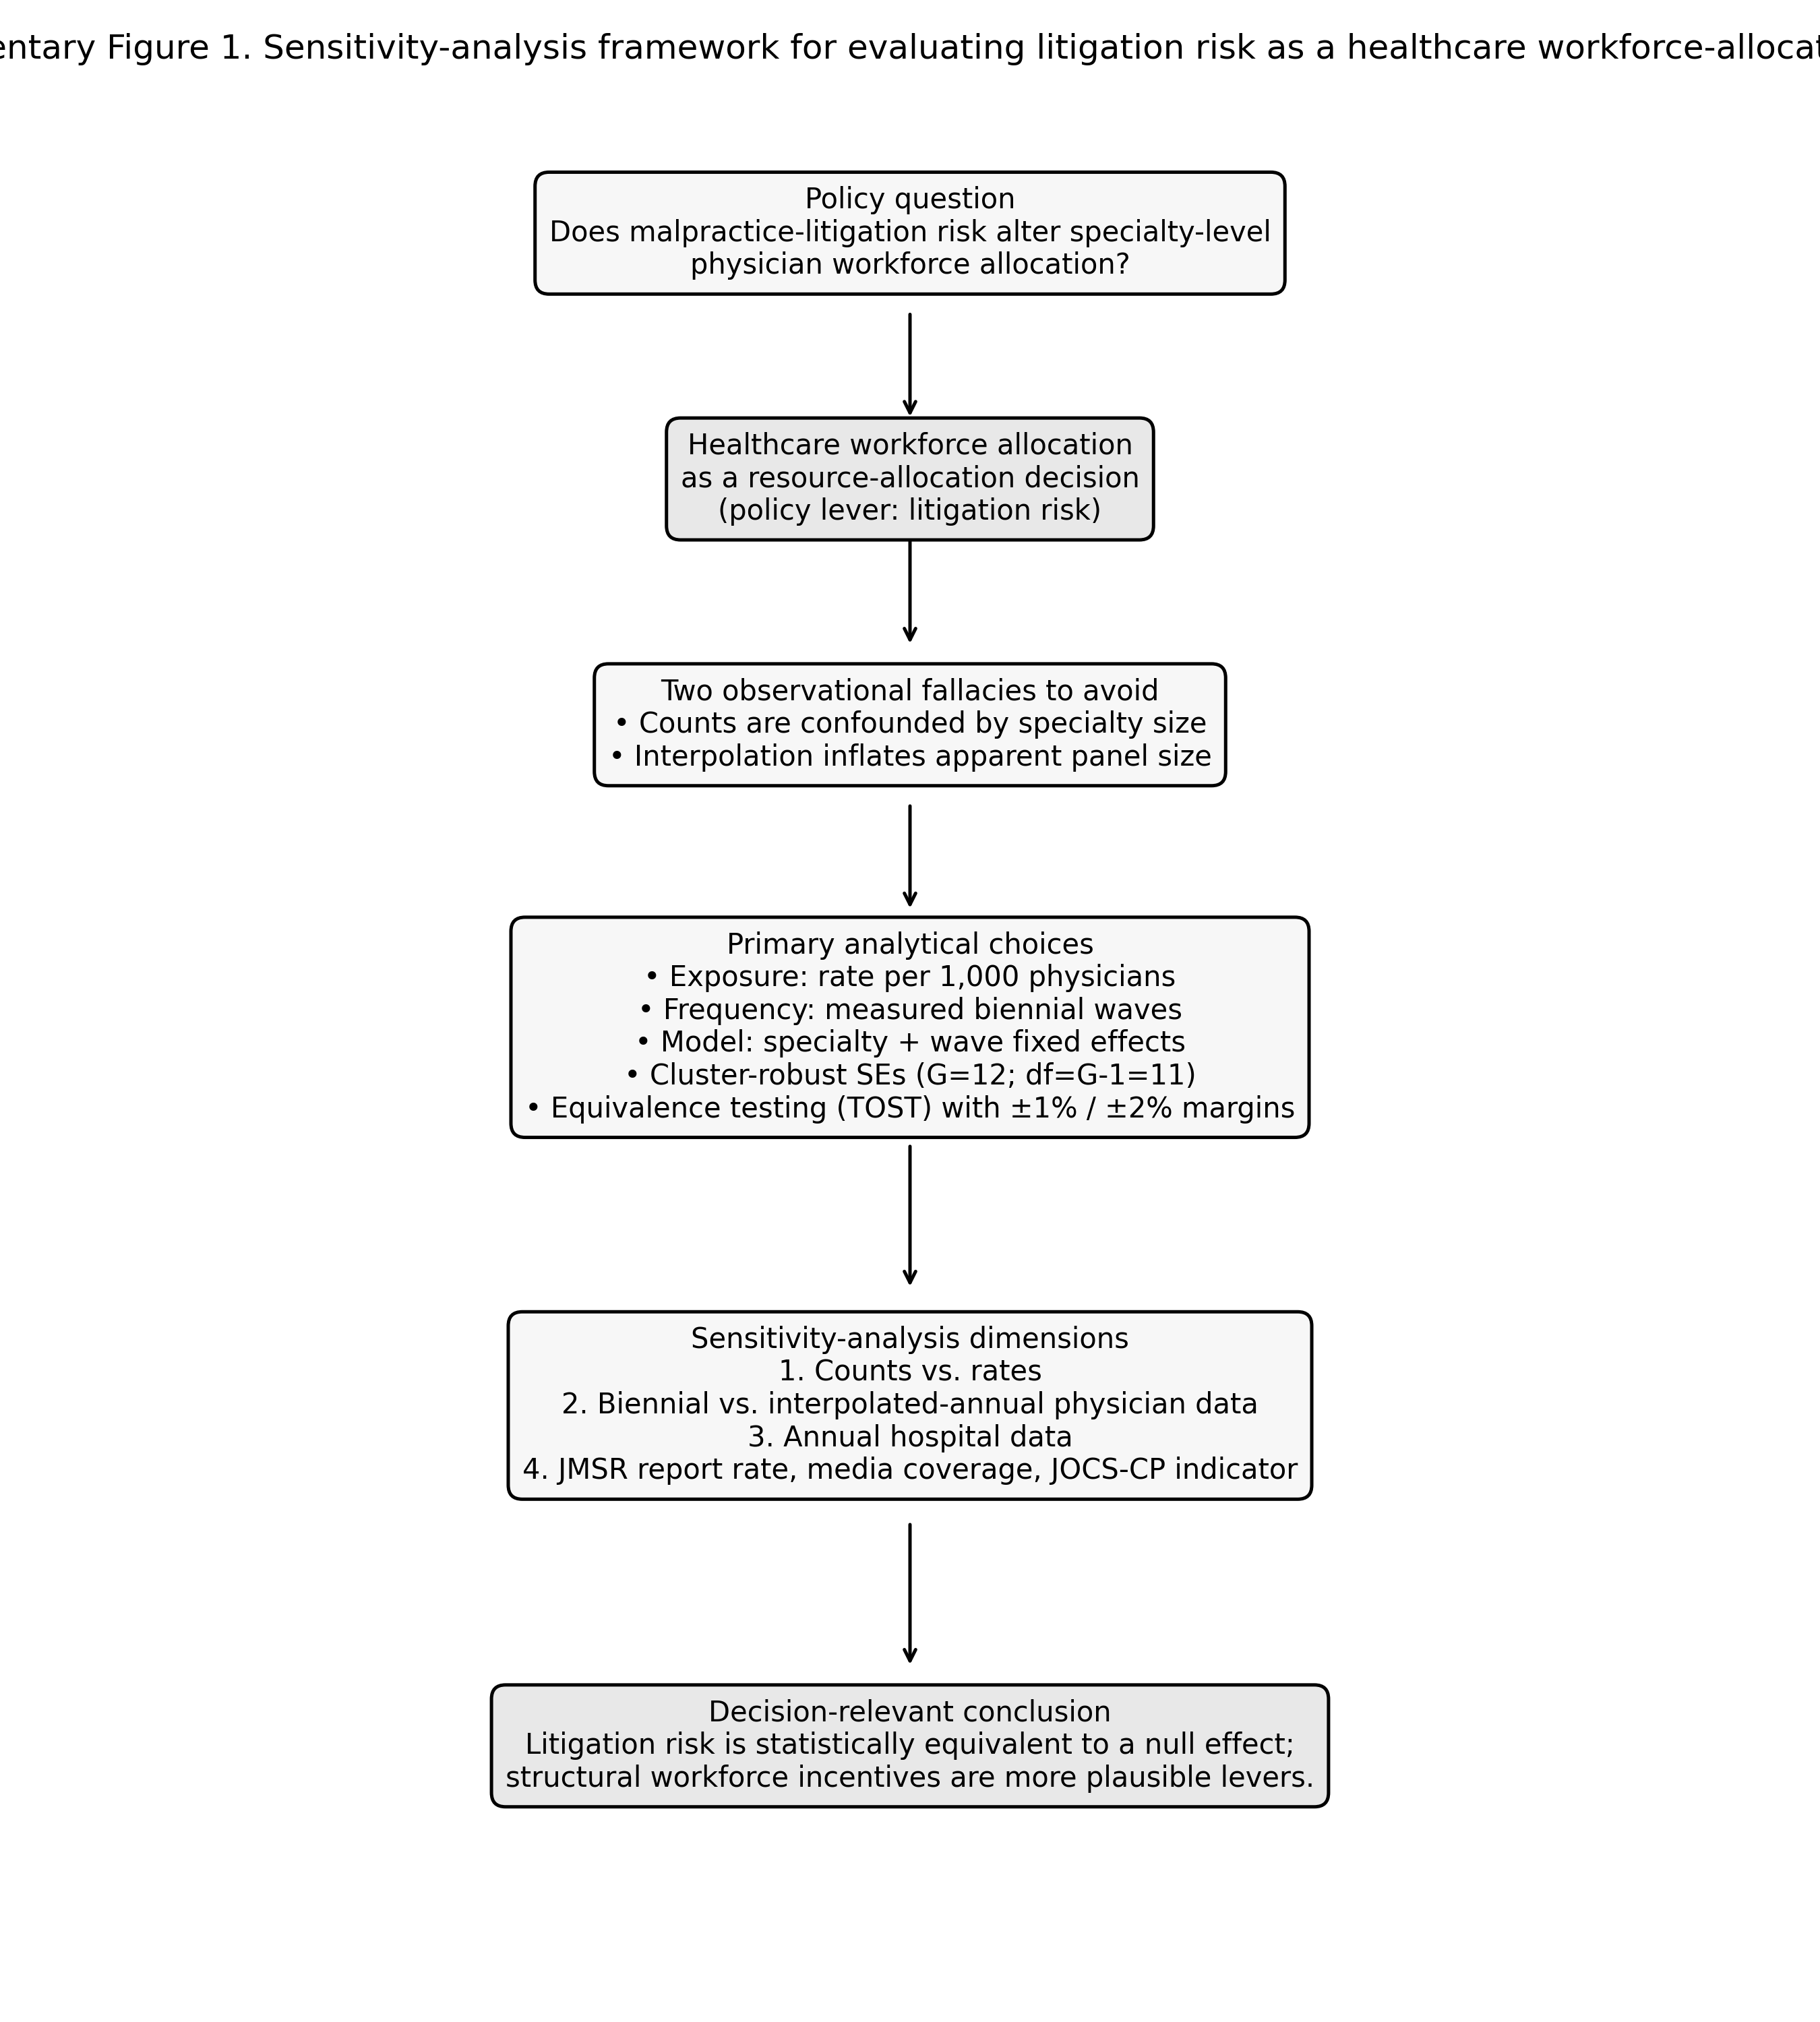 Figure 1. Sensitivity-analysis framework for evaluating litigation risk as a healthcare
Policy question
Does malpractice-litigation risk alter specialty-level
physician workforce allocation?
Healthcare workforce allocation
as a resource-allocation decision
(policy lever: litigation risk)
Two observational fallacies to avoid
• Counts are confounded by specialty size
• Interpolation inflates apparent panel size
Primary analytical choices
• Exposure: rate per 1,000 physicians
• Frequency: measured biennial waves
• Model: specialty + wave fixed effects
• Cluster-robust SEs (G=12; df=G-1=11)
• Equivalence testing (TOST) with ±1% / ±2% margins
Sensitivity-analysis dimensions
1. Counts vs. rates
2. Biennial vs. interpolated-annual physician data
3. Annual hospital data
4. JMSR report rate, media coverage, JOCS-CP indicator
Decision-relevant conclusion
Litigation risk is statistically equivalent to a null effect;
structural workforce incentives are more plausible levers.